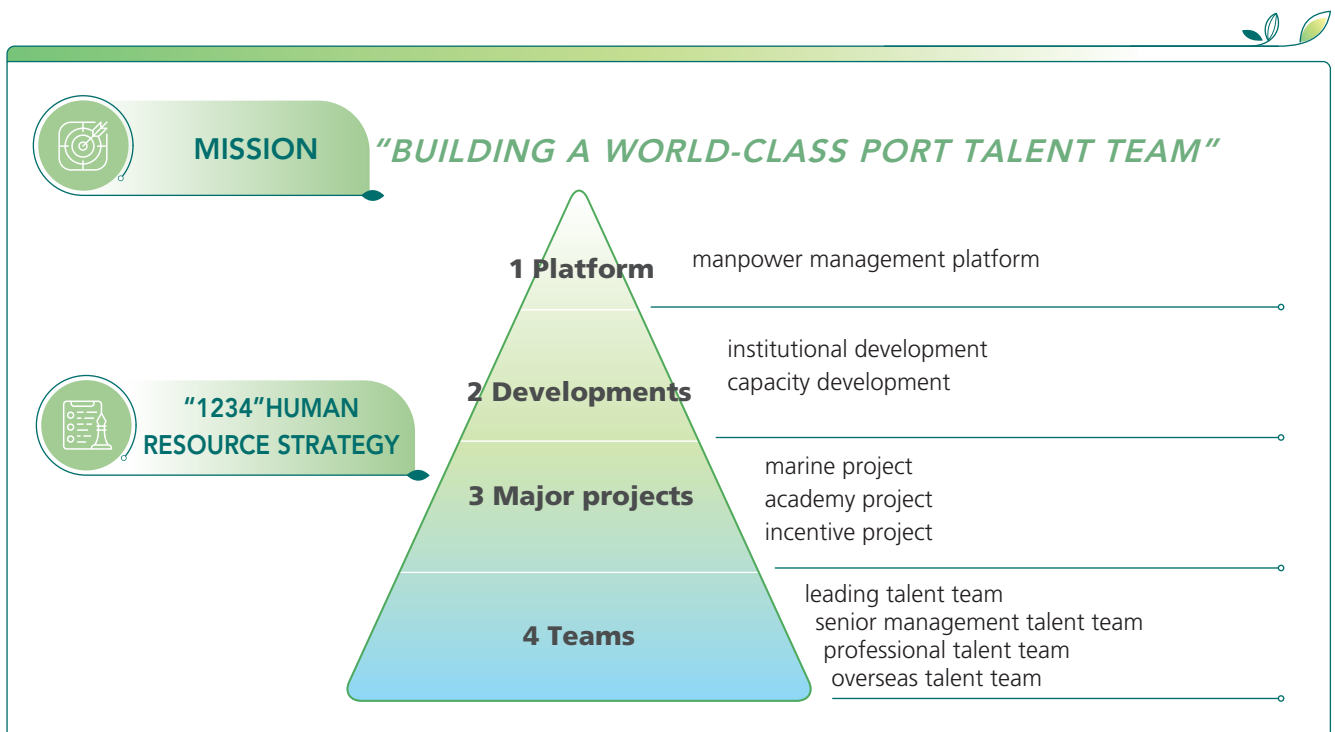 MISSION
"BUILDING A WORLD-CLASS PORT TALENT TEAM"
1 Platform
manpower management platform
2 Developments
institutional development
capacity development
"1234"HUMAN
RESOURCE STRATEGY
3 Major projects
marine project
academy project
incentive project
4 Teams
leading talent team
senior management talent team
professional talent team
overseas talent team